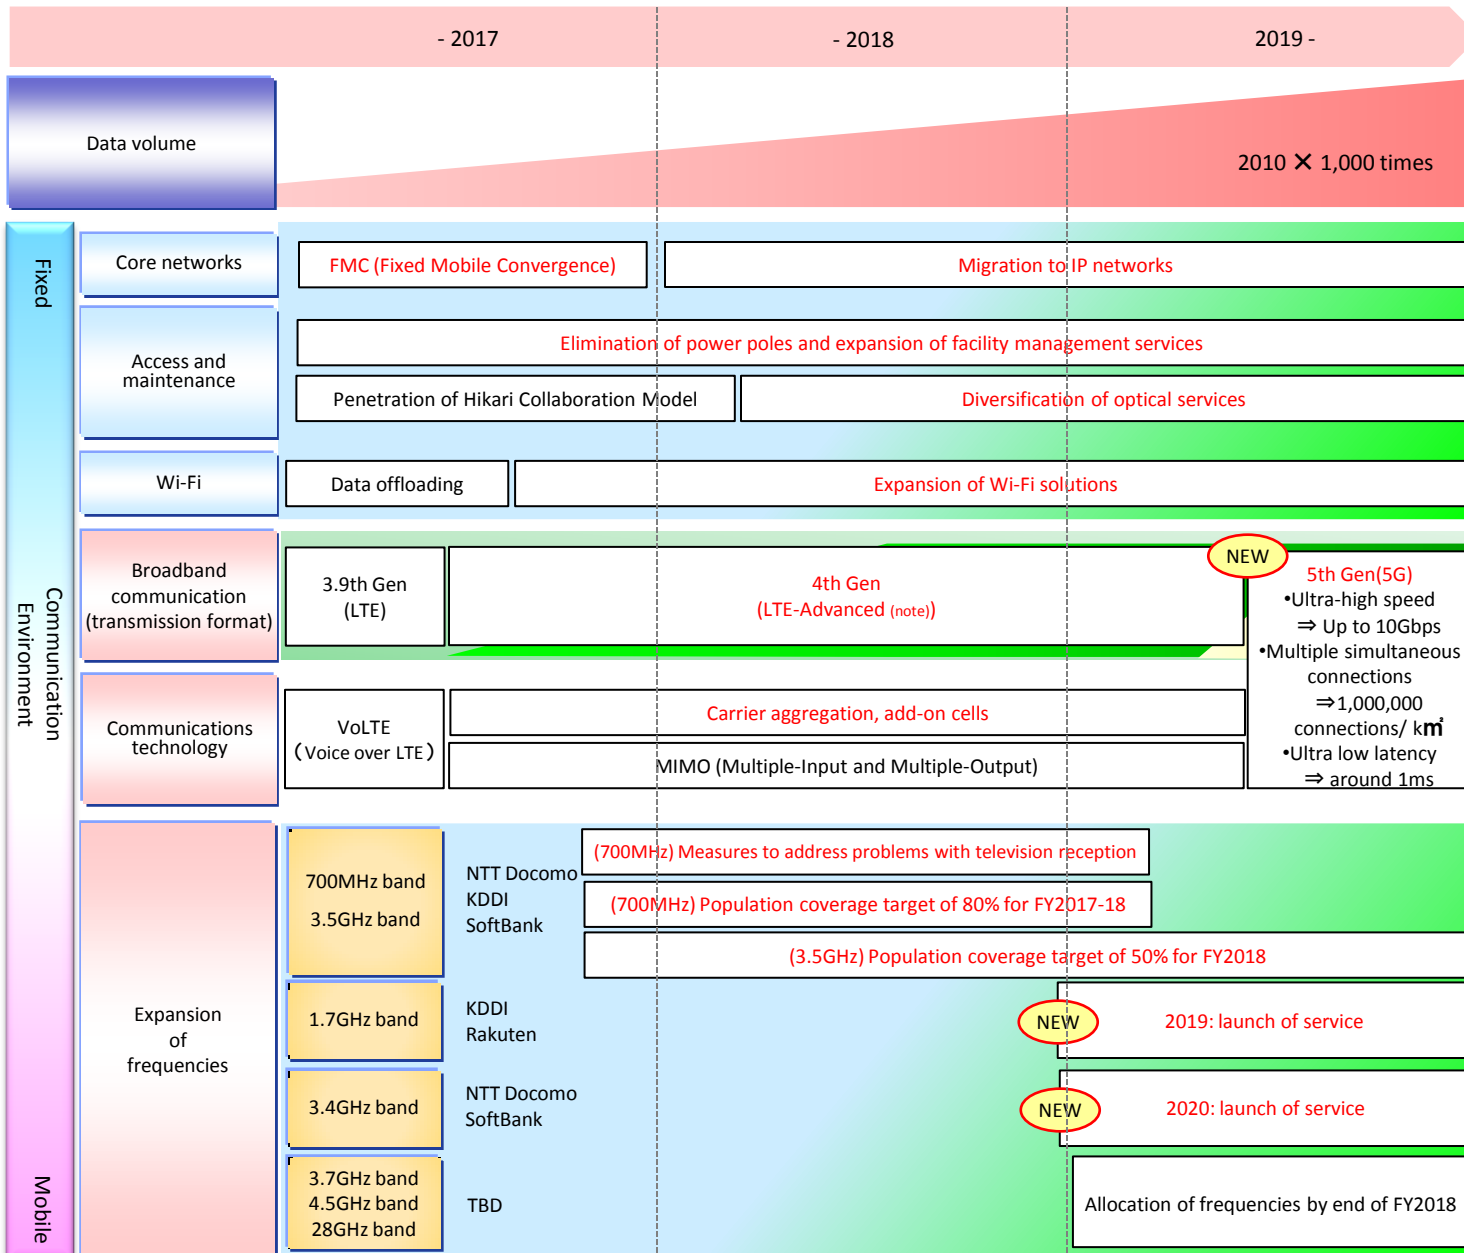 - 2017
- 2018
2019 -
Data volume
2010 × 1,000 times
Fixed
Communication
Environment
Mobile
Core networks
FMC (Fixed Mobile Convergence)
Migration to IP networks
Access and
maintenance
Elimination of power poles and expansion of facility management services
Penetration of Hikari Collaboration Model
Diversification of optical services
Wi-Fi
Data offloading
Expansion of Wi-Fi solutions
Broadband
communication
(transmission format)
3.9th Gen
(LTE)
4th Gen
(LTE-Advanced (note))
NEW
5th Gen(5G)
•Ultra-high speed
⇒ Up to 10Gbps
•Multiple simultaneous
connections
⇒1,000,000
connections/ k㎡
•Ultra low latency
⇒ around 1ms
Communications
technology
VoLTE
(Voice over LTE)
Carrier aggregation, add-on cells
MIMO (Multiple-Input and Multiple-Output)
Expansion
of
frequencies
700MHz band
3.5GHz band
NTT Docomo
KDDI
SoftBank
(700MHz) Measures to address problems with television reception
(700MHz) Population coverage target of 80% for FY2017-18
(3.5GHz) Population coverage target of 50% for FY2018
1.7GHz band
KDDI
Rakuten
NEW
2019: launch of service
3.4GHz band
NTT Docomo
SoftBank
NEW
2020: launch of service
3.7GHz band
4.5GHz band
28GHz band
TBD
Allocation of frequencies by end of FY2018